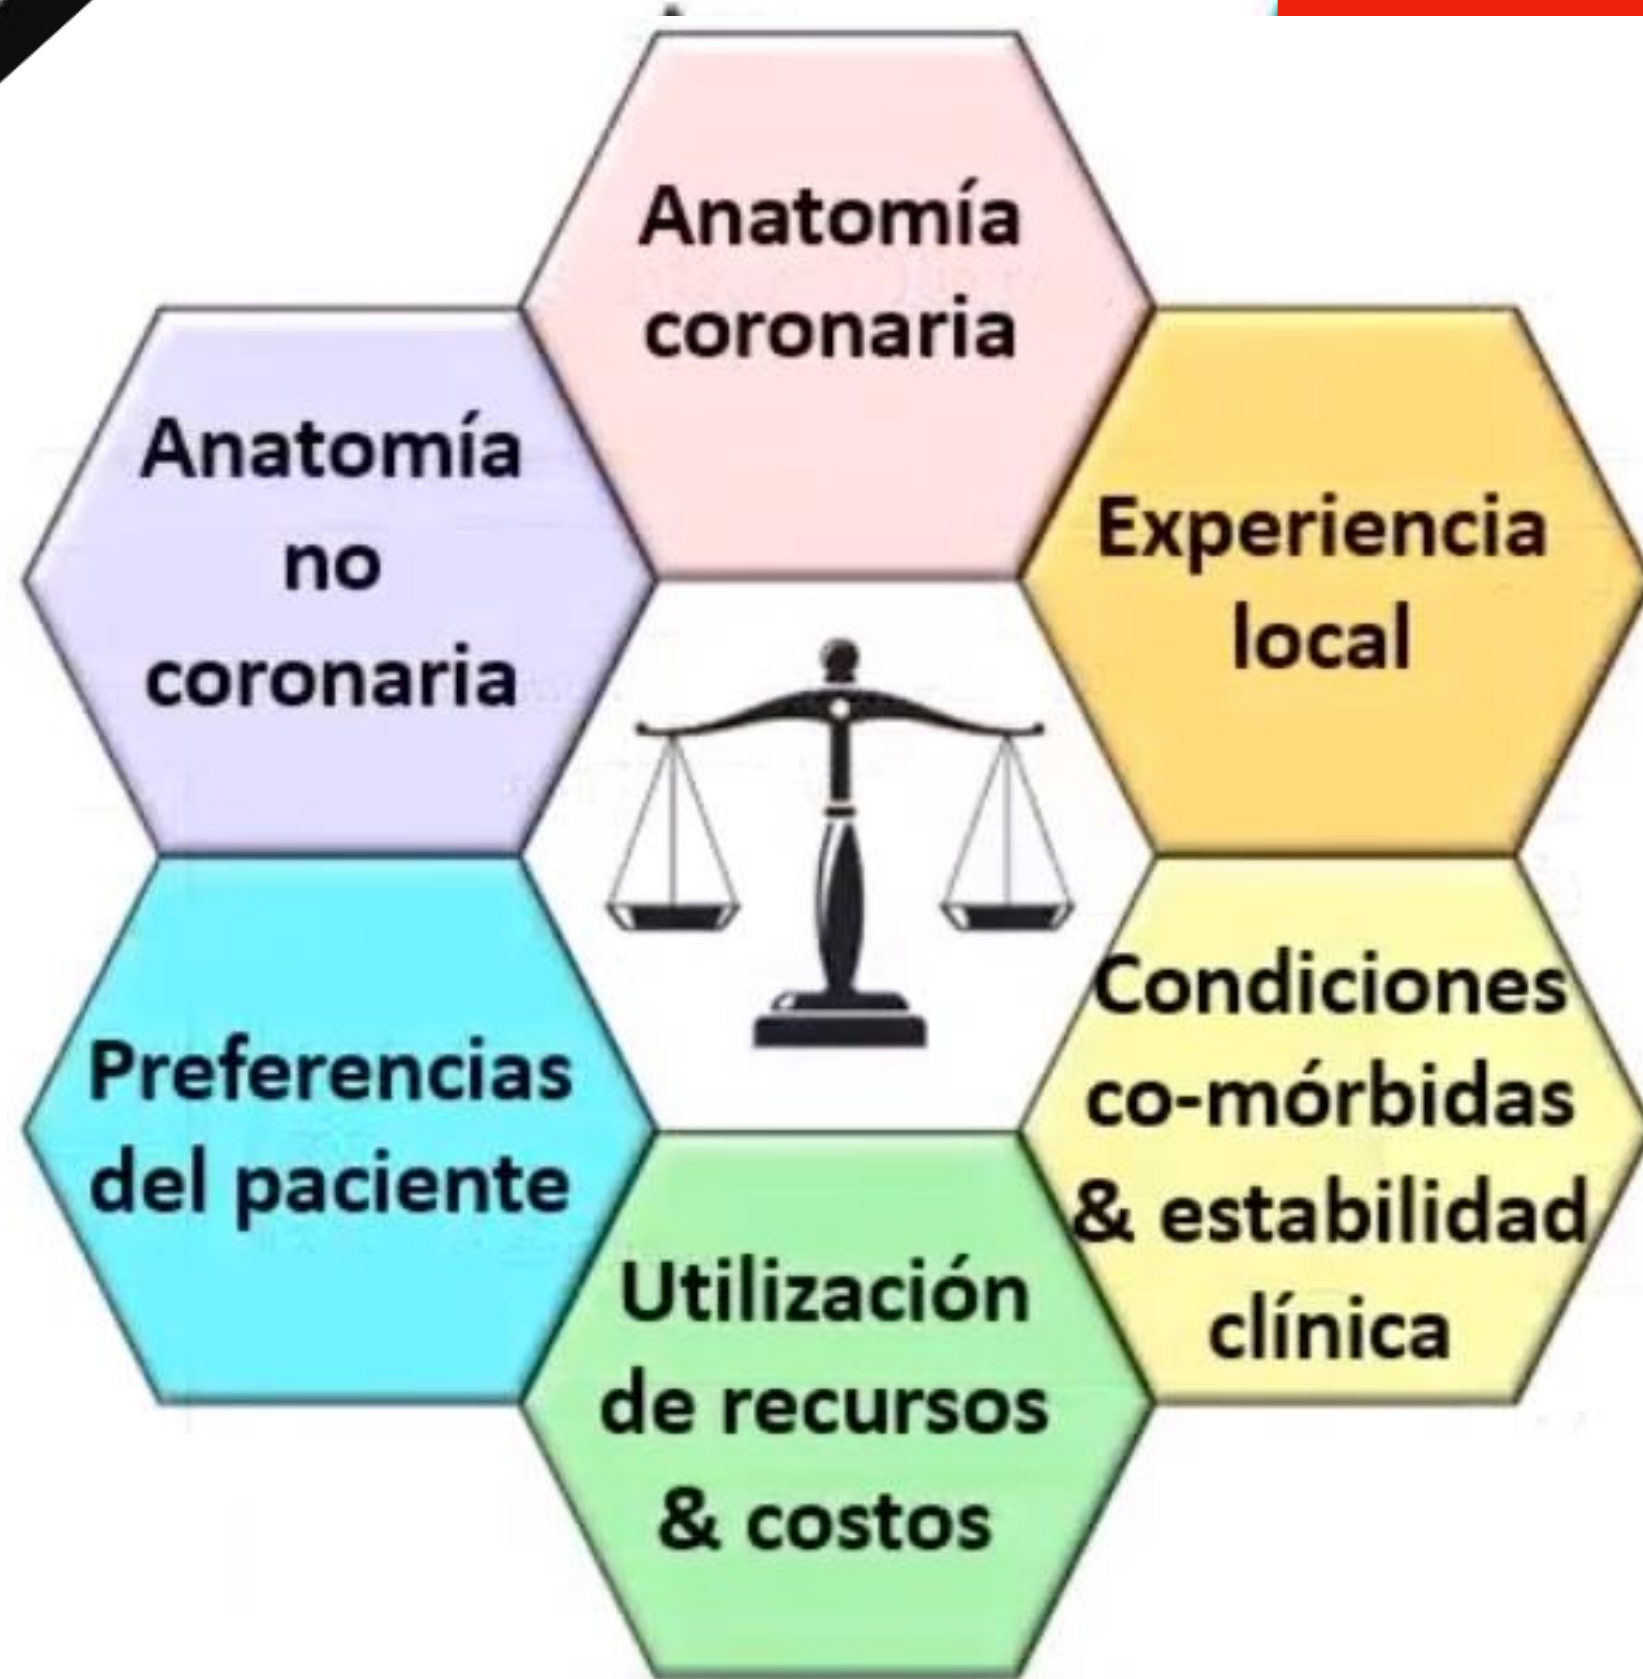 Anatomía
coronaria
Experiencia
local
Condiciones
co-mórbidas
& estabilidad
clínica
Utilización
de recursos
& costos
Preferencias
del paciente
Anatomía
no
coronaria